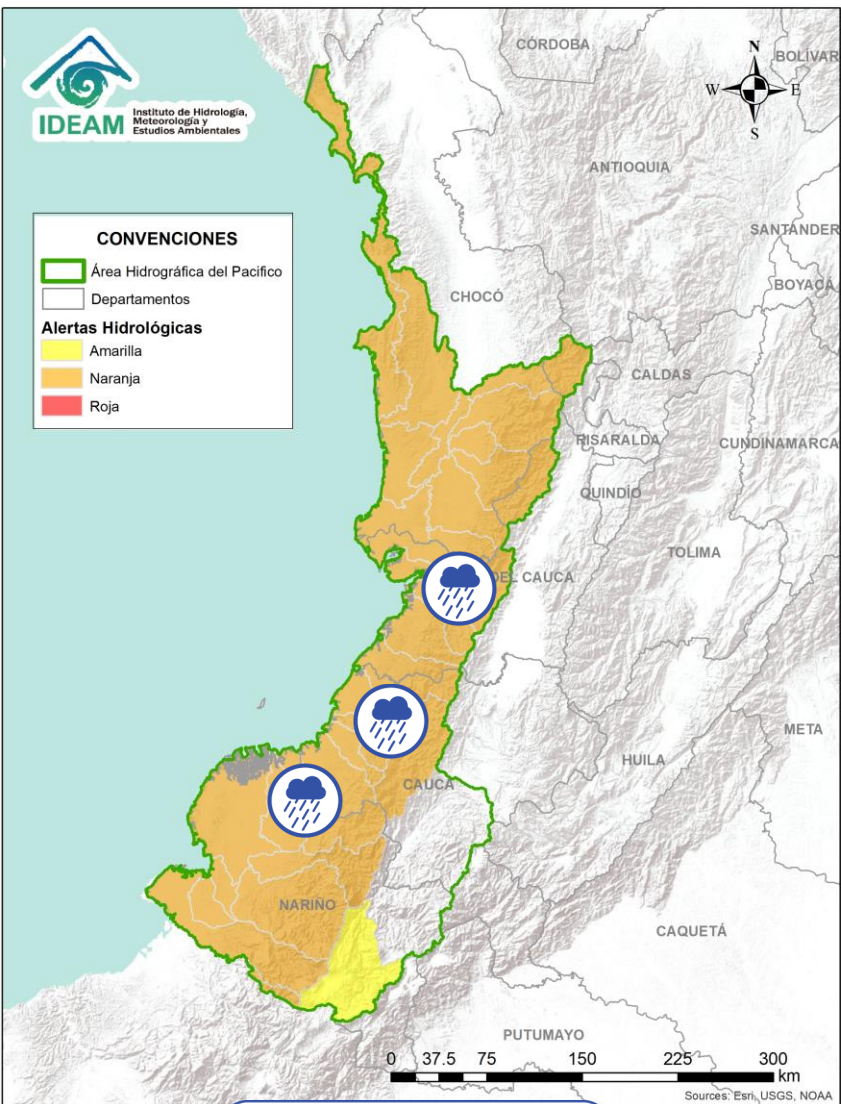 IDEAM
Instituto de Hidrología,
Meteorología y
Estudios Ambientales
CÓRDOBA
BOLÍVAR
N
W
E
S
ANTIOQUIA
SANTANDER
BOYACÁ
CONVENCIONES
Área Hidrográfica del Pacifico
Departamentos
Alertas Hidrológicas
Amarilla
Naranja
Roja
CHOCÓ
CALDAS
RISARALDA
CUNDINAMARCA
QUINDÍO
TOLIMA
DEL CAUCA
META
HUILA
CAUCA
NARIÑO
CAQUETÁ
PUTUMAYO
0 37.5 75 150 225 300
km
Sources: Esri, USGS, NOAA